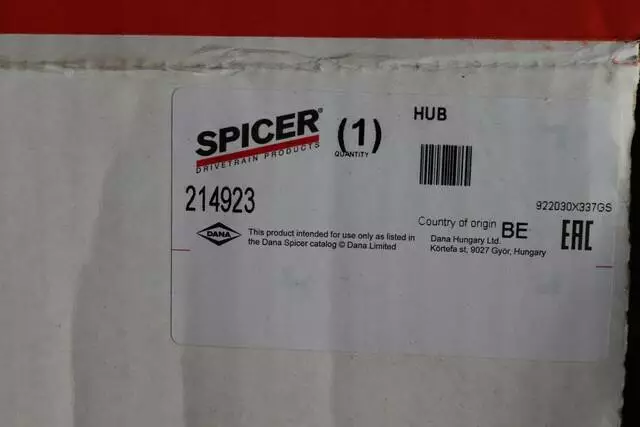 SPICER®
DRIVETRAIN PRODUCTS
(1)
QUANTITY
HUB
214923
922030X337GS
DANA
This product intended for use only as listed in
the Dana Spicer catalog © Dana Limited
Country of origin BE
Dana Hungary Ltd.
Körtefa st, 9027 Győr, Hungary
EAC